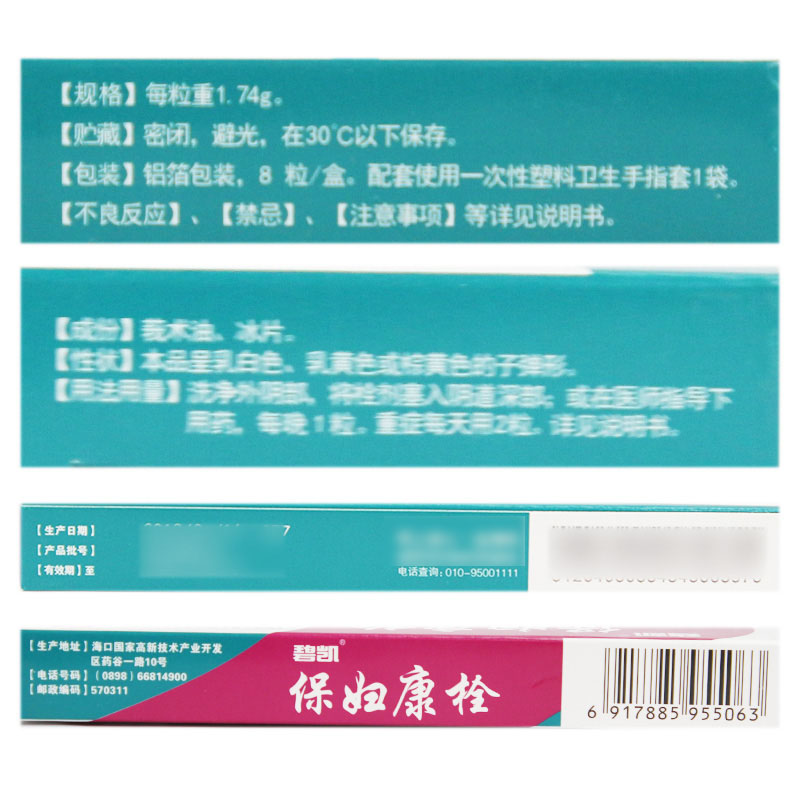 【规格】每粒重1.74g。
【贮藏】密闭，避光，在30℃以下保存。
【包装】铝箔包装，8 粒/盒。配套使用一次性塑料卫生手指套1袋。
【不良反应】、【禁忌】、【注意事项】等详见说明书。
【成份】莪术油、冰片。
【性状】本品呈乳白色、乳黄色或棕黄色的子弹形。
【用法用量】洗净外阴部，将栓剂塞入阴道深部；或在医师指导下
用药，每晚1粒。重症每天用2粒。详见说明书。
【生产日期】
【产品批号】
【有效期】至
电话查询：010-95001111
【生产地址】海口国家高新技术产业开发
区药谷一路10号
【电话号码】（0898）66814900
【邮政编码】570311
碧凯®
保妇康栓
6 917885 955063